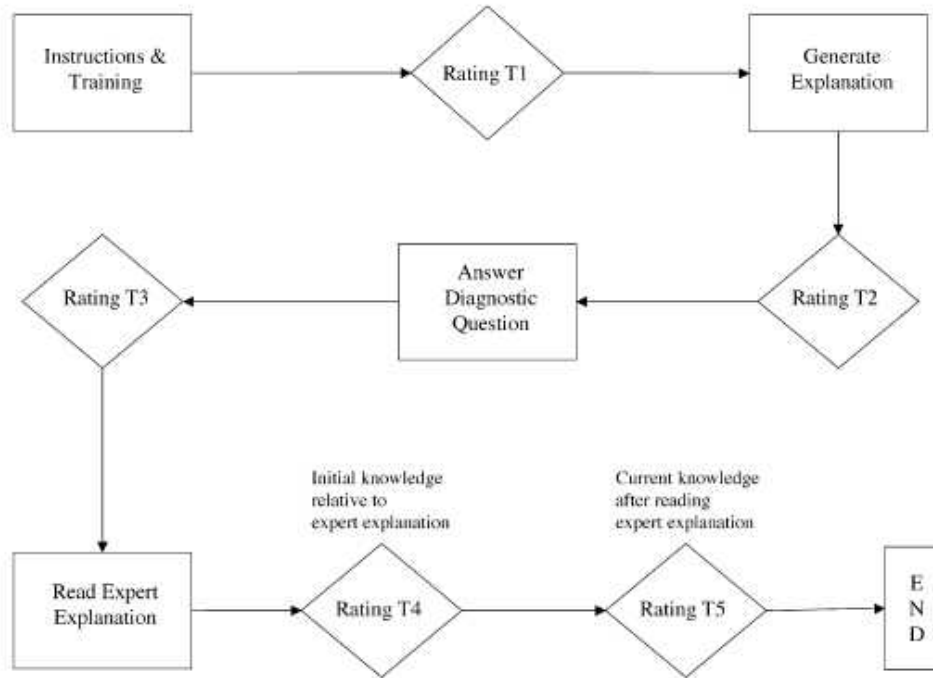 Instructions &
Training
Rating T1
Generate
Explanation
Rating T2
Answer
Diagnostic
Question
Rating T3
Read Expert
Explanation
Initial knowledge
relative to
expert explanation
Rating T4
Current knowledge
after reading
expert explanation
Rating T5
E
N
D